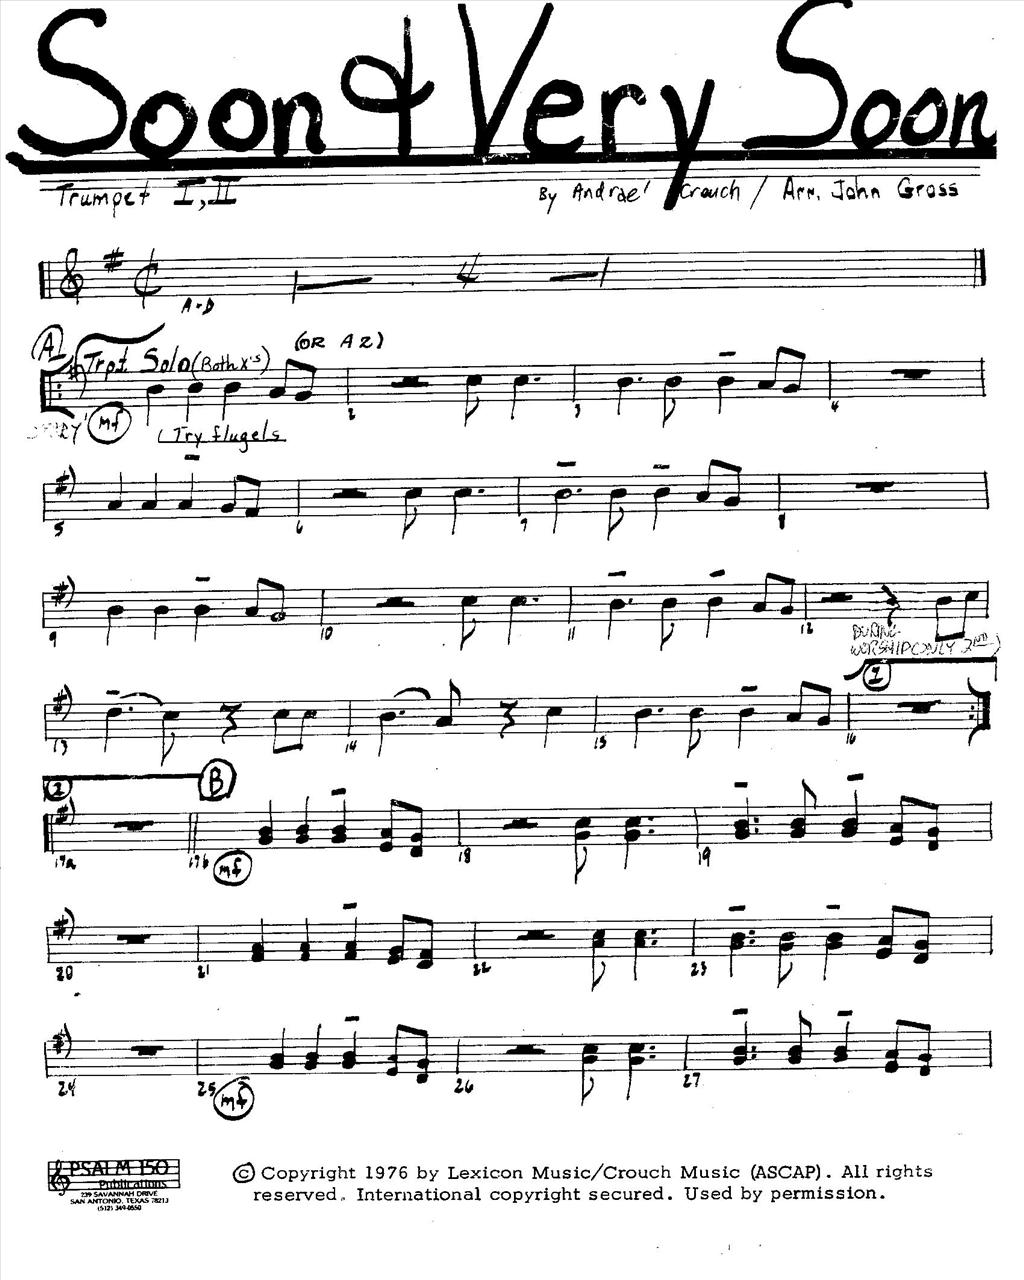 Soon & Very Soon
Trumpet I, II
By Andrae' Crouch / Arr. John Gross
4
A-D
A1
Trpt Solo (Both X's)
(OR A2)
2 3 4
mf
(Try flugels
5 6 7 8
9 10 11 12
DURING
WORSHIP (ONLY 2ND)
1
13 14 15 16
2
B
17a 17b 18 19
mf
20 21 22 23
24 25 26 27
mf
PSALM 150
Publications
239 SAVANNAH DRIVE
SAN ANTONIO, TEXAS 78213
(512) 349-0550
© Copyright 1976 by Lexicon Music/Crouch Music (ASCAP). All rights
reserved. International copyright secured. Used by permission.